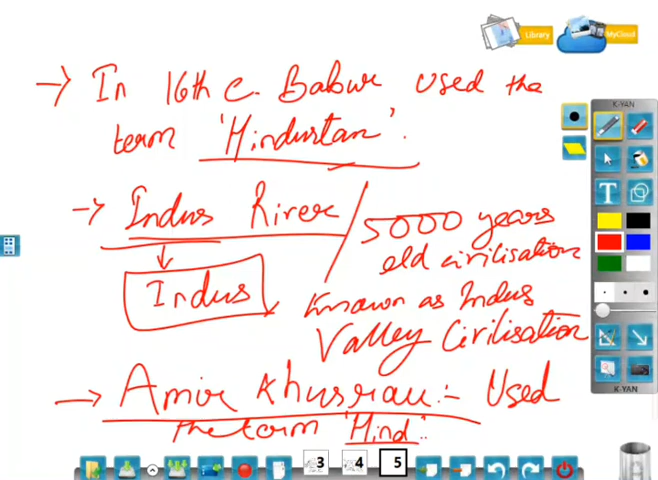 Library MyCloud
→ In 16th C. Babur used the
term 'Hindustan'.
K-YAN
→ Indus River / 5000 years
old civilisation
Indus
known as Indus
Valley Civilisation
→ Amir Khusrau:- Used
the term 'Hind'.
K-YAN
3 4 5